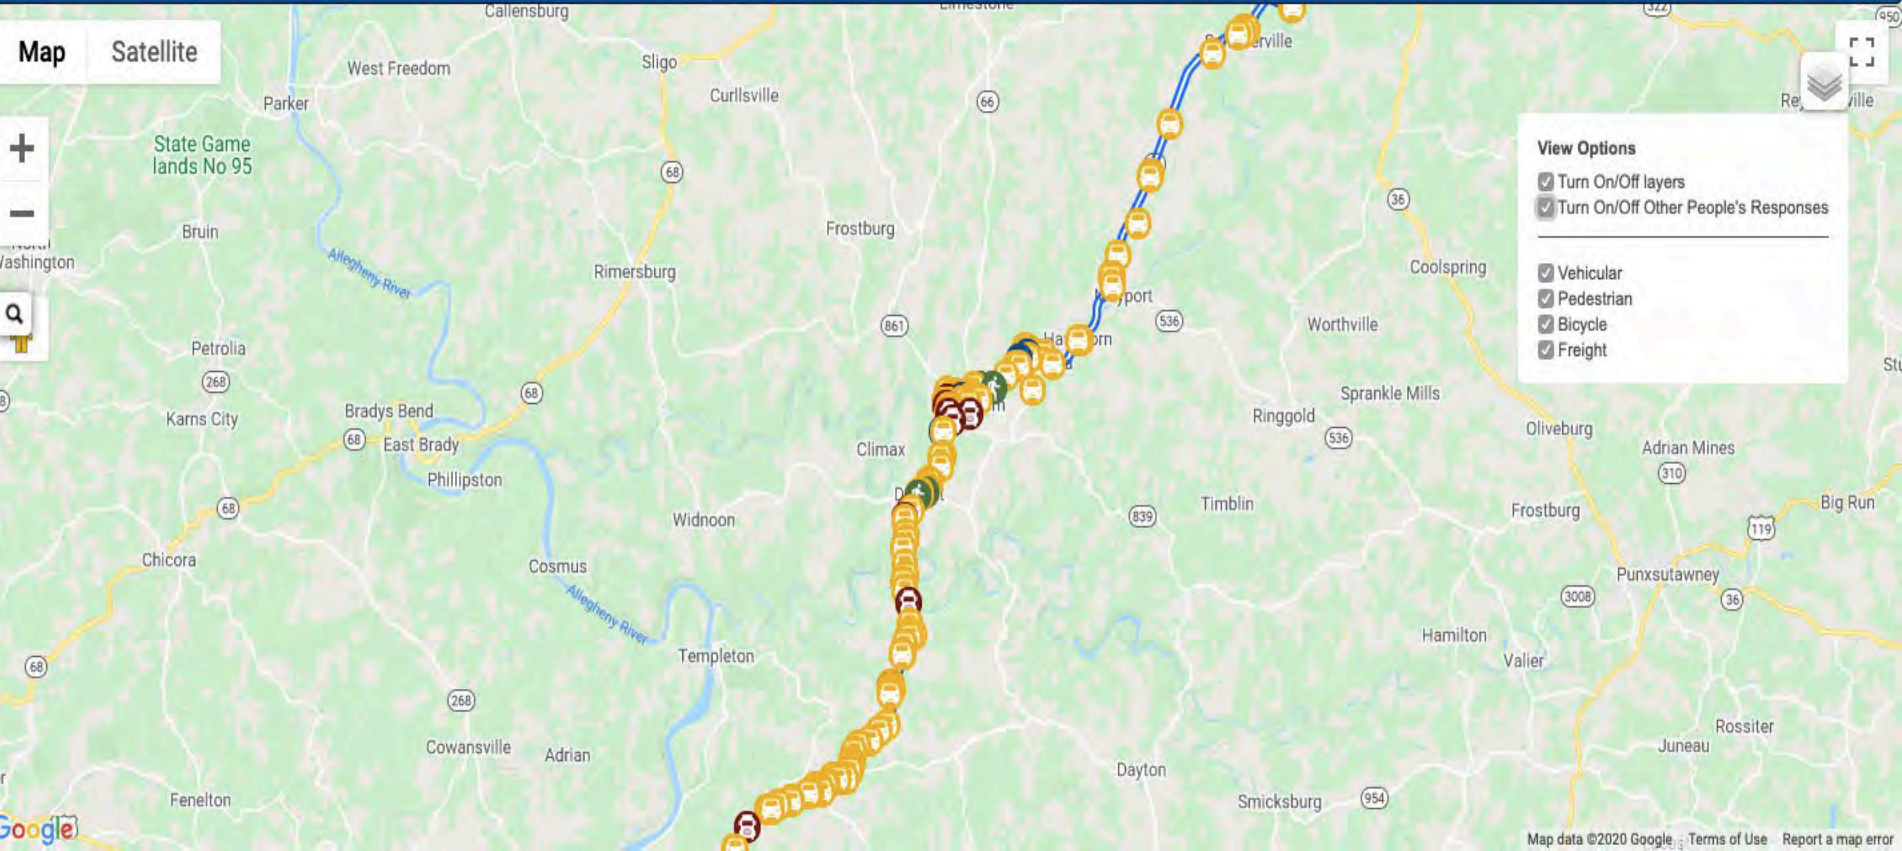 Callensburg
Limestone
322
950
Map
Satellite
West Freedom
Sligo
Curllsville
66
Parker
State Game
lands No 95
68
View Options
Turn On/Off layers
Turn On/Off Other People's Responses
36
Bruin
Frostburg
Allegheny River
Rimersburg
Coolspring
Vehicular
Pedestrian
Bicycle
Freight
861
536
Worthville
Petrolia
268
68
Sprankle Mills
Karns City
Bradys Bend
68
East Brady
Climax
Ringgold
536
Oliveburg
Adrian Mines
310
Phillipston
68
Widnoon
839
Timblin
Frostburg
119
Big Run
Chicora
Cosmus
Allegheny River
Punxsutawney
3008
36
Hamilton
Valier
Templeton
68
268
Cowansville
Adrian
Rossiter
Juneau
Dayton
Fenelton
Smicksburg
954
Google
Map data ©2020 Google
Terms of Use
Report a map error